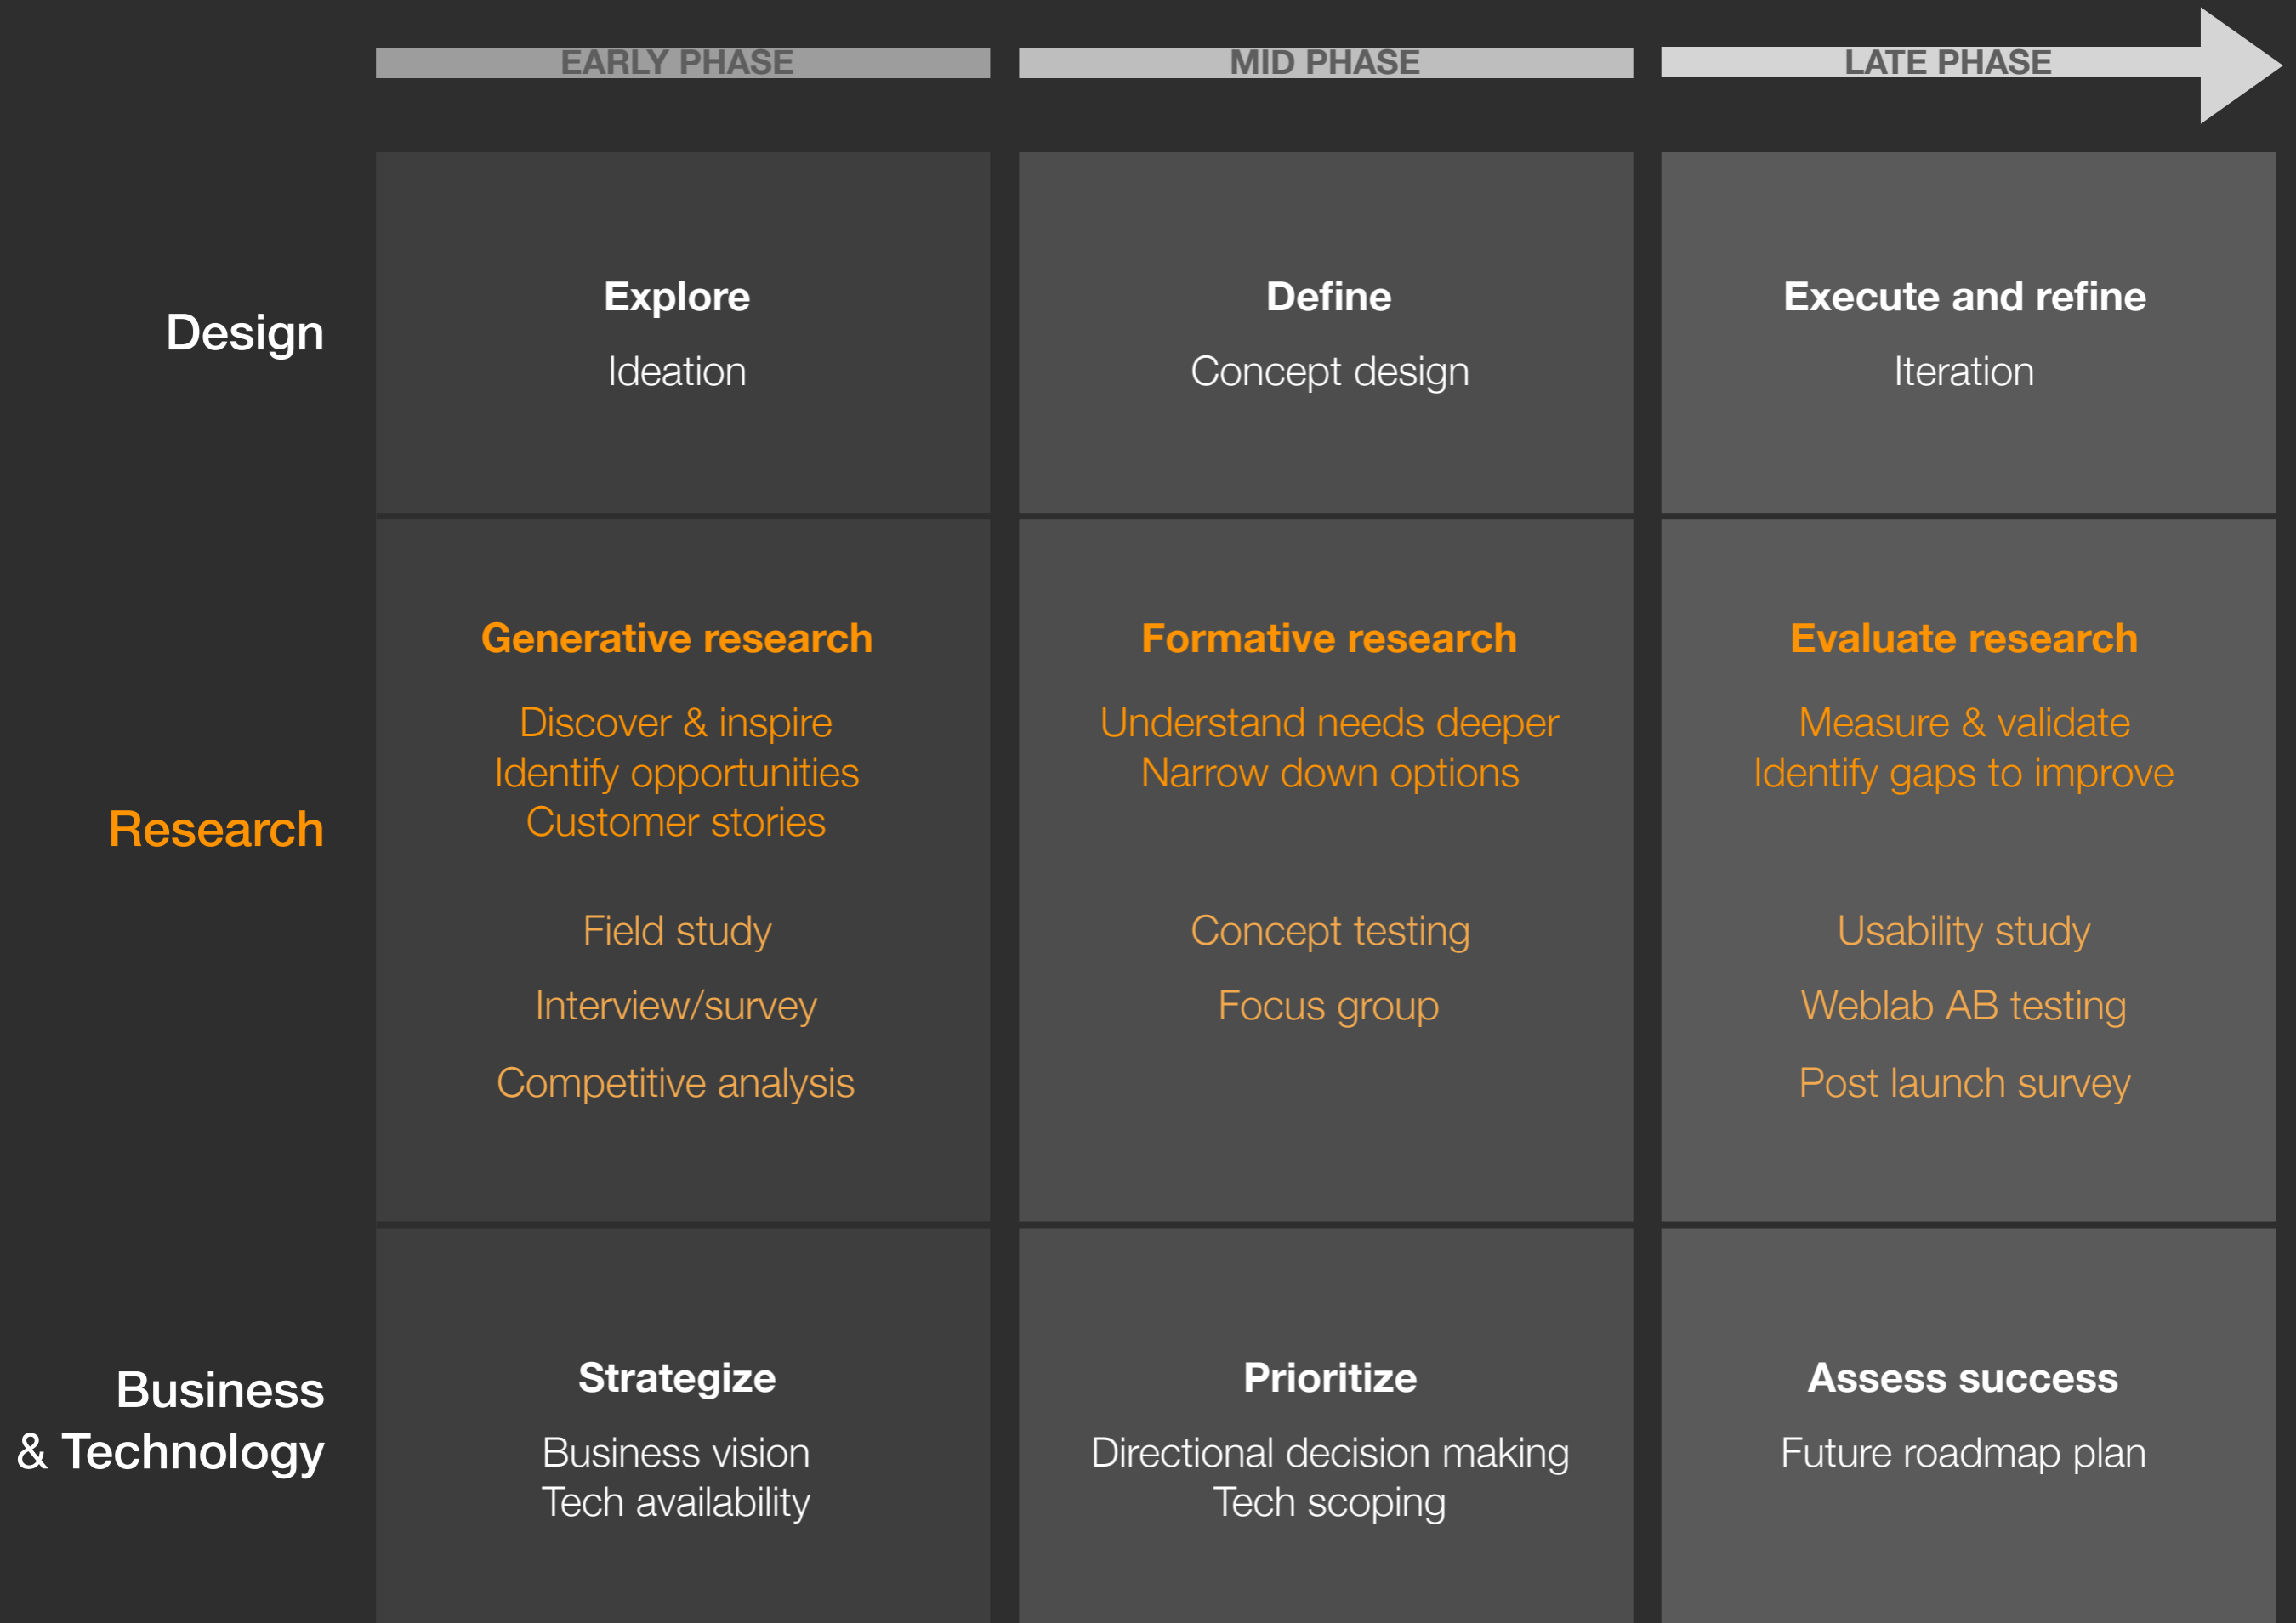 EARLY PHASE
MID PHASE
LATE PHASE
Design
Explore
Ideation
Define
Concept design
Execute and refine
Iteration
Research
Generative research
Discover & inspire
Identify opportunities
Customer stories
Field study
Interview/survey
Competitive analysis
Formative research
Understand needs deeper
Narrow down options
Concept testing
Focus group
Evaluate research
Measure & validate
Identify gaps to improve
Usability study
Weblab AB testing
Post launch survey
Business
& Technology
Strategize
Business vision
Tech availability
Prioritize
Directional decision making
Tech scoping
Assess success
Future roadmap plan